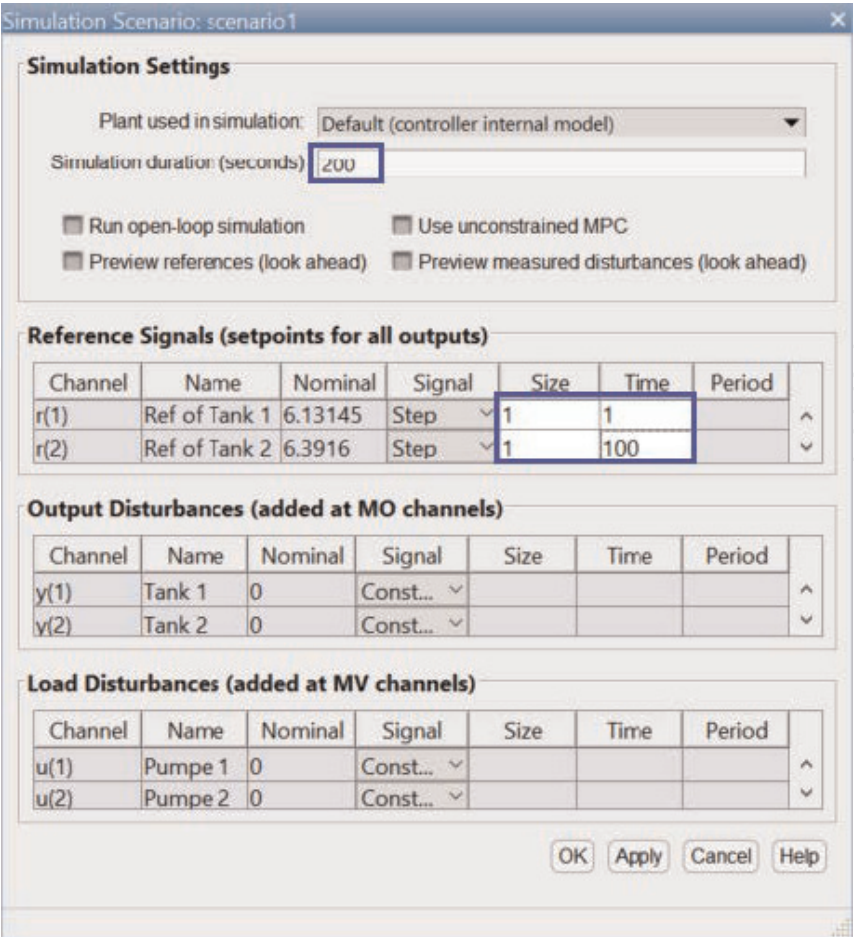 Simulation Scenario: scenario1
Simulation Settings
Plant used in simulation: Default (controller internal model)
Simulation duration (seconds) 200
Run open-loop simulation Use unconstrained MPC
Preview references (look ahead) Preview measured disturbances (look ahead)
Reference Signals (setpoints for all outputs)
Channel Name Nominal Signal Size Time Period
r(1) Ref of Tank 1 6.13145 Step 1 1
r(2) Ref of Tank 2 6.3916 Step 1 100
Output Disturbances (added at MO channels)
Channel Name Nominal Signal Size Time Period
y(1) Tank 1 0 Const...
y(2) Tank 2 0 Const...
Load Disturbances (added at MV channels)
Channel Name Nominal Signal Size Time Period
u(1) Pumpe 1 0 Const...
u(2) Pumpe 2 0 Const...
OK Apply Cancel Help